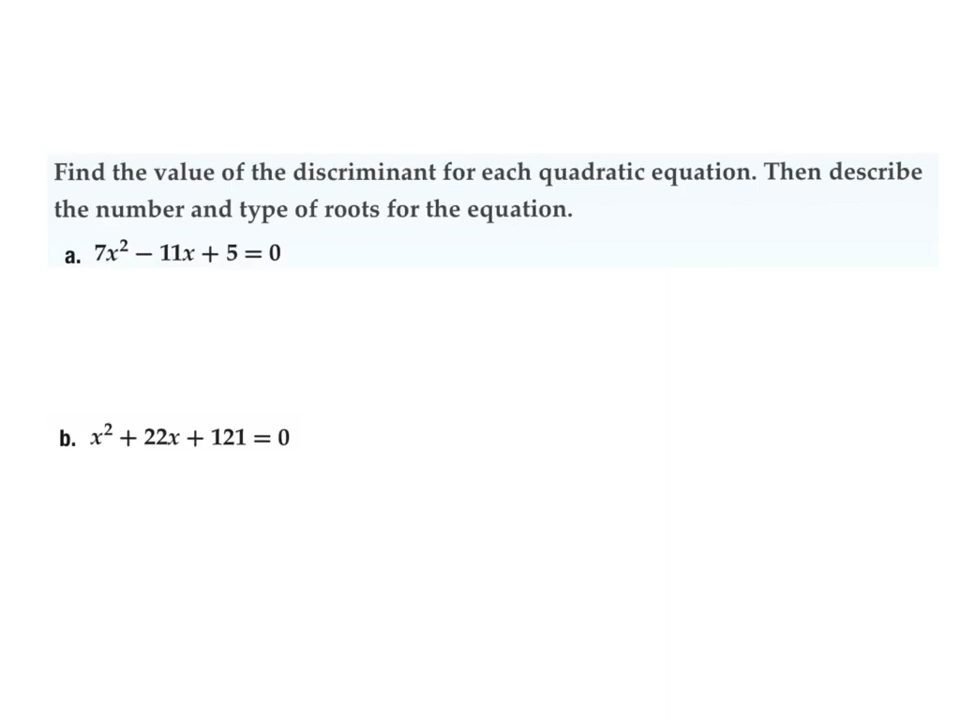 Find the value of the discriminant for each quadratic equation. Then describe
the number and type of roots for the equation.
a. 7x² − 11x + 5 = 0
b. x² + 22x + 121 = 0